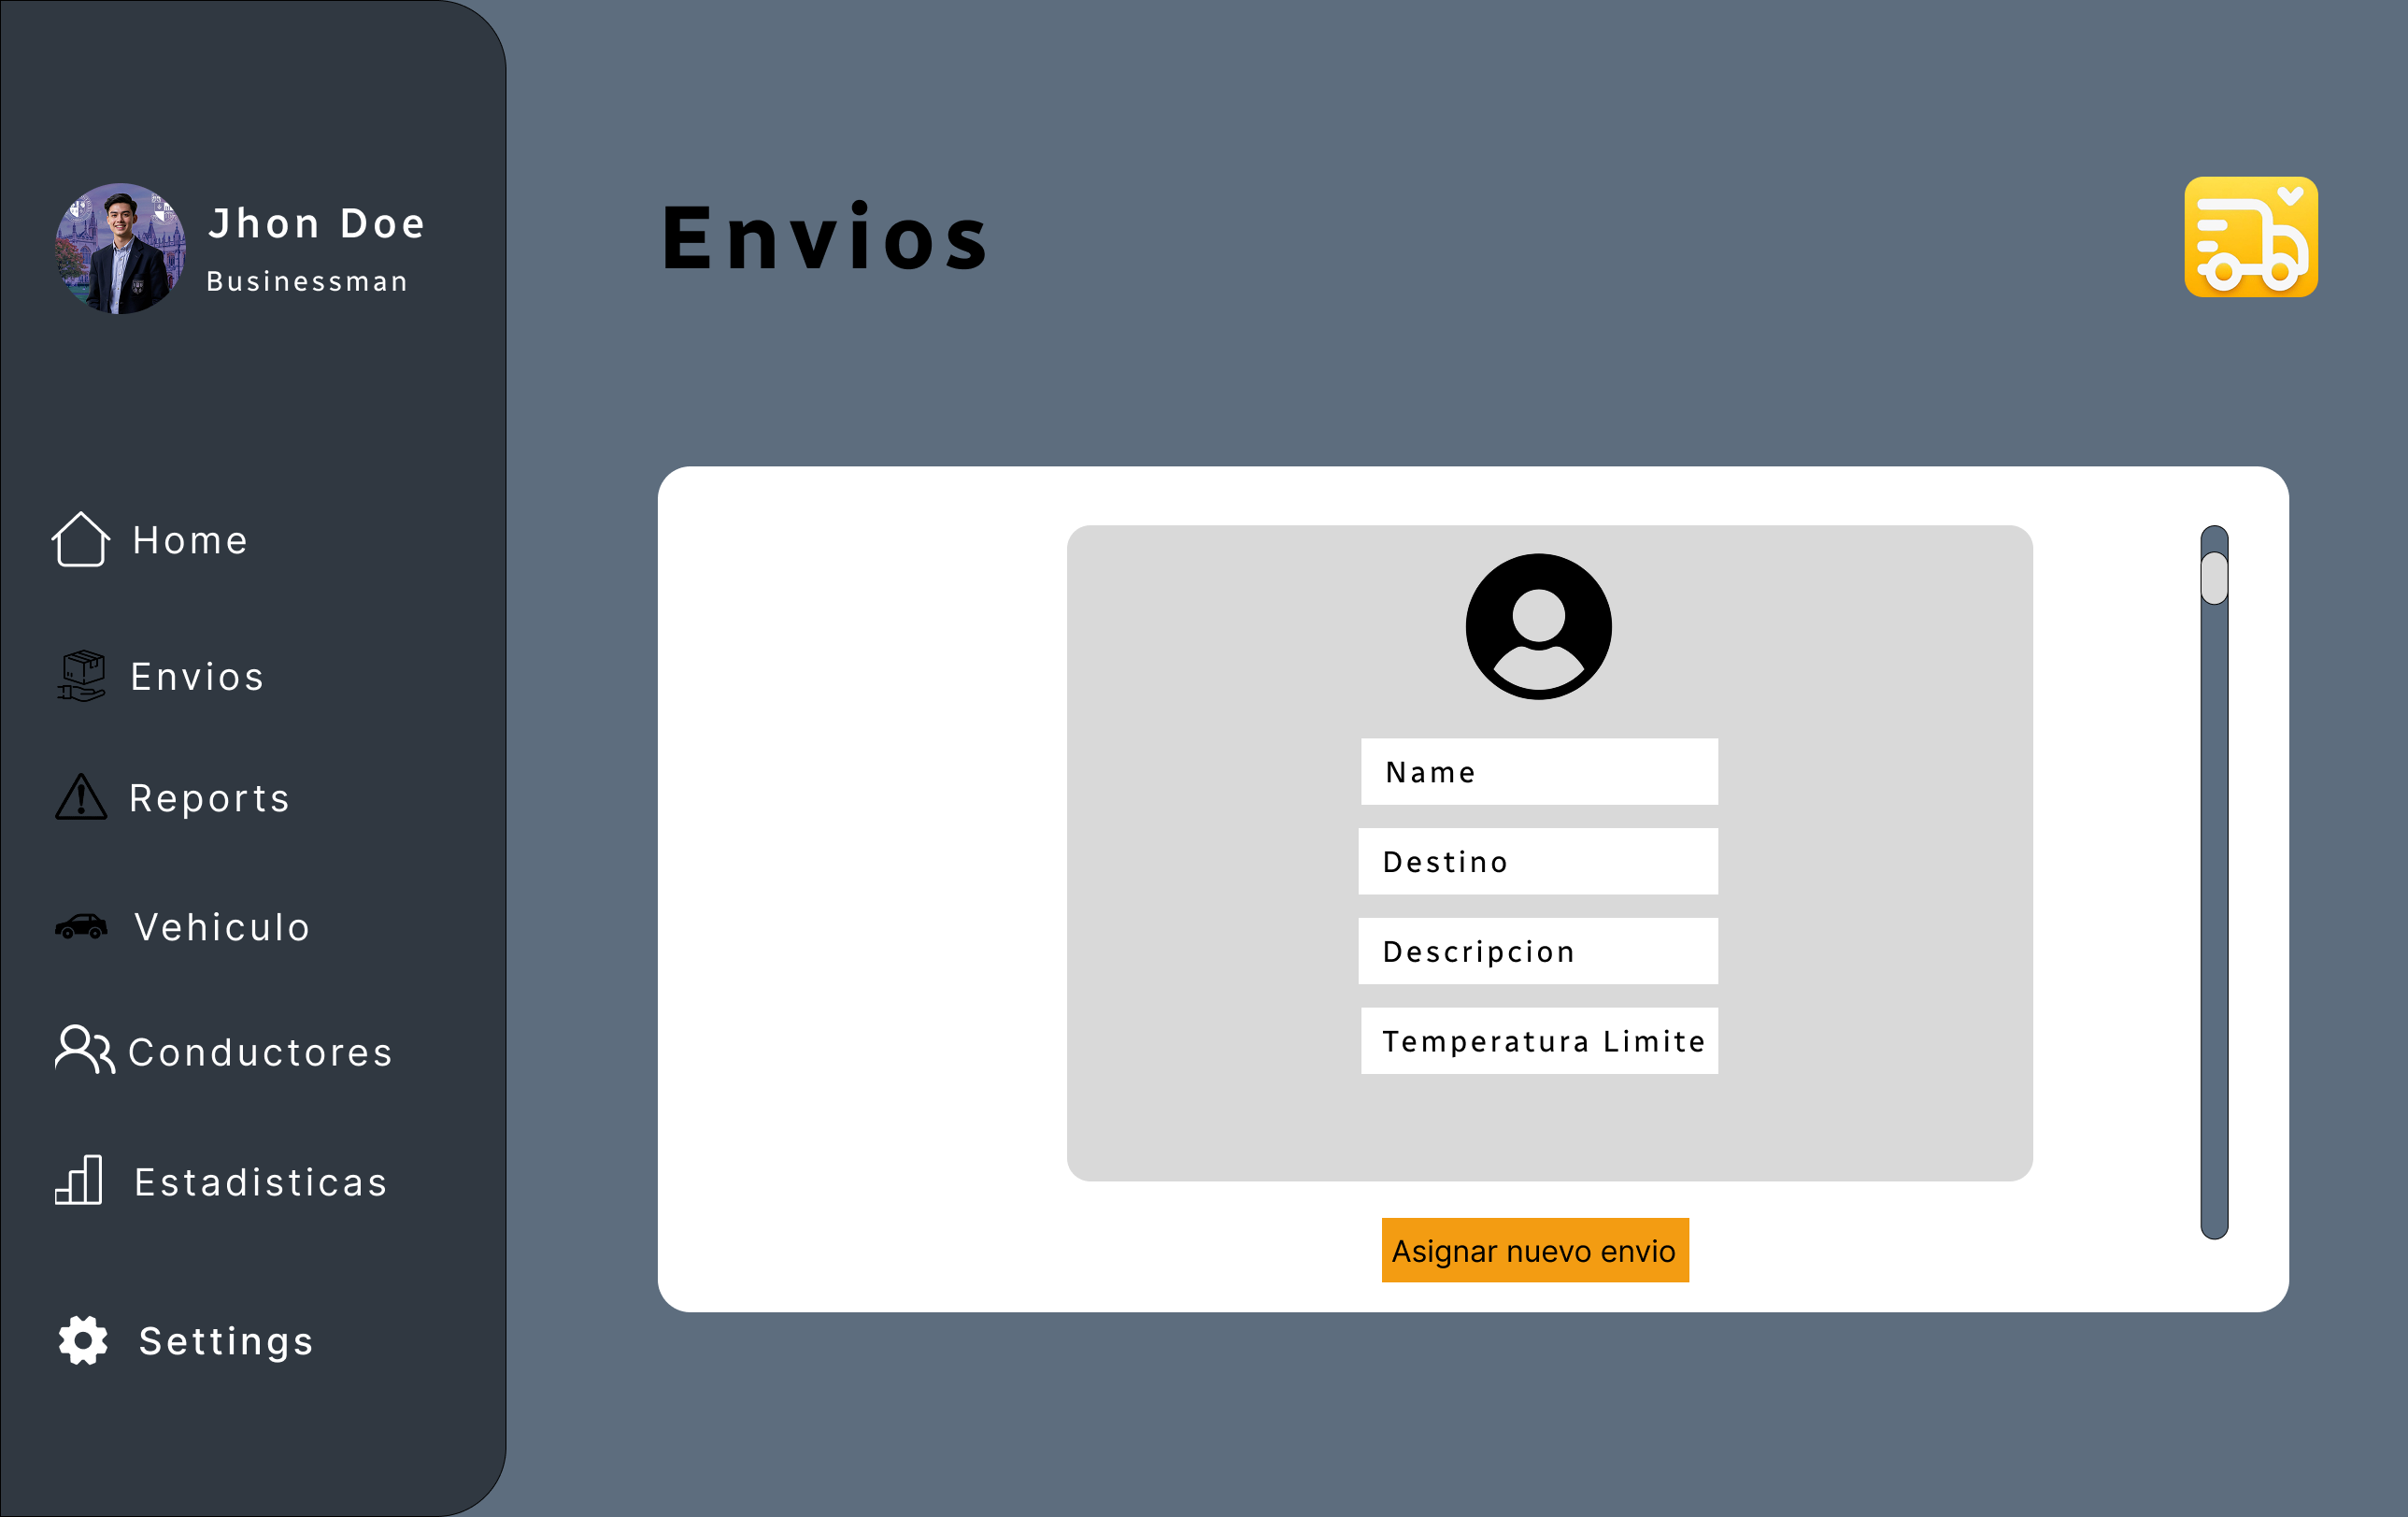 Jhon Doe
Businessman
Home
Envios
Reports
Vehiculo
Conductores
Estadisticas
Settings
Envios
Name
Destino
Descripcion
Temperatura Limite
Asignar nuevo envio